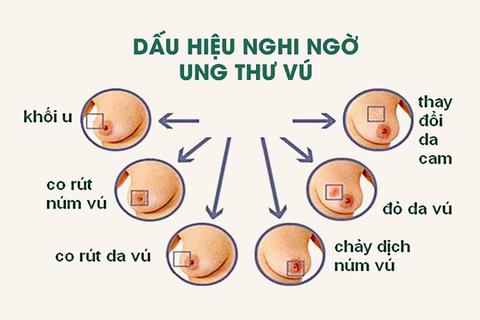 DẤU HIỆU NGHI NGỜ
UNG THƯ VÚ
khối u
thay
đổi
da
cam
co rút
núm vú
đỏ da vú
co rút da vú
chảy dịch
núm vú